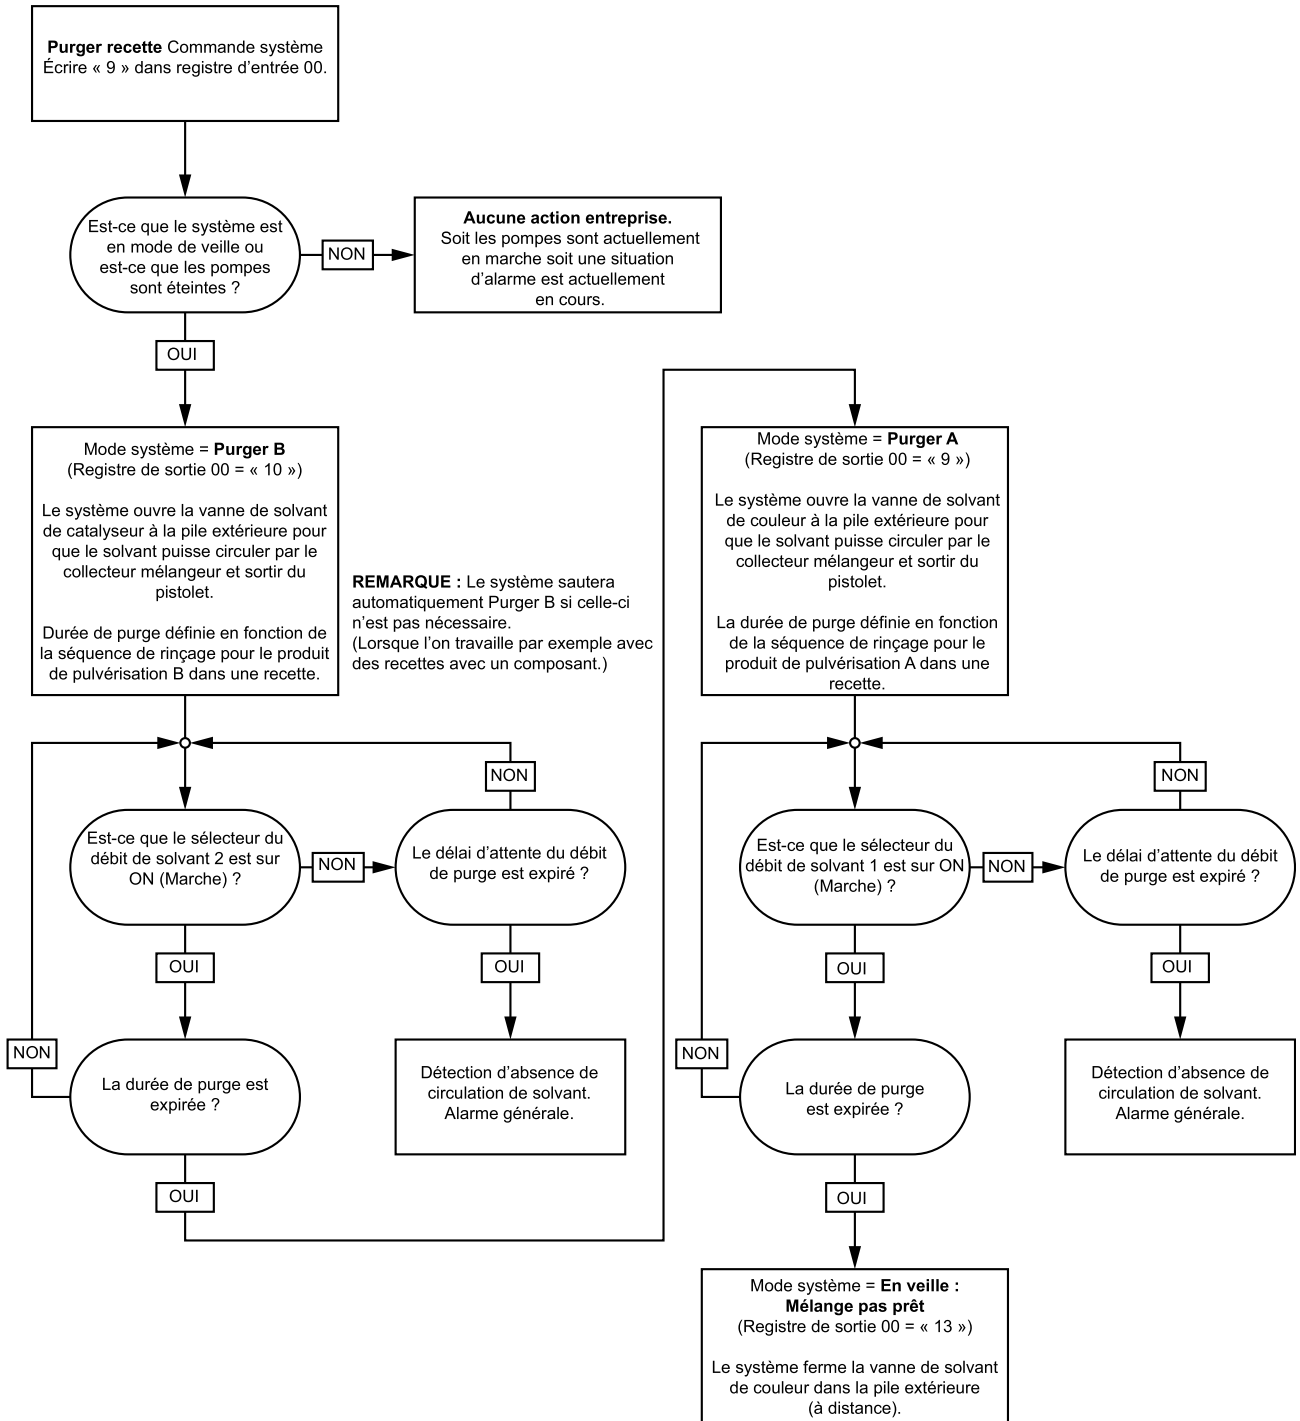 Purger recette Commande système
Écrire « 9 » dans registre d’entrée 00.
Est-ce que le système est
en mode de veille ou
est-ce que les pompes
sont éteintes ?
NON
Aucune action entreprise.
Soit les pompes sont actuellement
en marche soit une situation
d’alarme est actuellement
en cours.
OUI
Mode système = Purger B
(Registre de sortie 00 = « 10 »)
Le système ouvre la vanne de solvant
de catalyseur à la pile extérieure pour
que le solvant puisse circuler par le
collecteur mélangeur et sortir du
pistolet.
Durée de purge définie en fonction de
la séquence de rinçage pour le produit
de pulvérisation B dans une recette.
REMARQUE : Le système sautera
automatiquement Purger B si celle-ci
n’est pas nécessaire.
(Lorsque l’on travaille par exemple avec
des recettes avec un composant.)
Mode système = Purger A
(Registre de sortie 00 = « 9 »)
Le système ouvre la vanne de solvant
de couleur à la pile extérieure pour
que le solvant puisse circuler par le
collecteur mélangeur et sortir du
pistolet.
La durée de purge définie en fonction
de la séquence de rinçage pour le
produit de pulvérisation A dans une
recette.
NON
Est-ce que le sélecteur du
débit de solvant 2 est sur
ON (Marche) ?
NON
Le délai d’attente du débit
de purge est expiré ?
OUI
OUI
NON
La durée de purge est
expirée ?
Détection d’absence de
circulation de solvant.
Alarme générale.
OUI
NON
Est-ce que le sélecteur du
débit de solvant 1 est sur ON
(Marche) ?
NON
Le délai d’attente du débit
de purge est expiré ?
OUI
OUI
NON
La durée de purge
est expirée ?
Détection d’absence de
circulation de solvant.
Alarme générale.
OUI
Mode système = En veille :
Mélange pas prêt
(Registre de sortie 00 = « 13 »)
Le système ferme la vanne de solvant
de couleur dans la pile extérieure
(à distance).